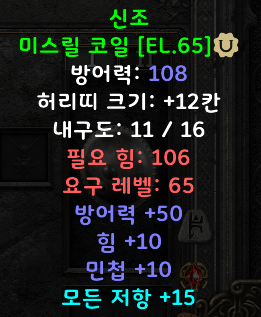 신조
미스릴 코일 [EL.65]
방어력: 108
허리띠 크기: +12칸
내구도: 11 / 16
필요 힘: 106
요구 레벨: 65
방어력 +50
힘 +10
민첩 +10
모든 저항 +15